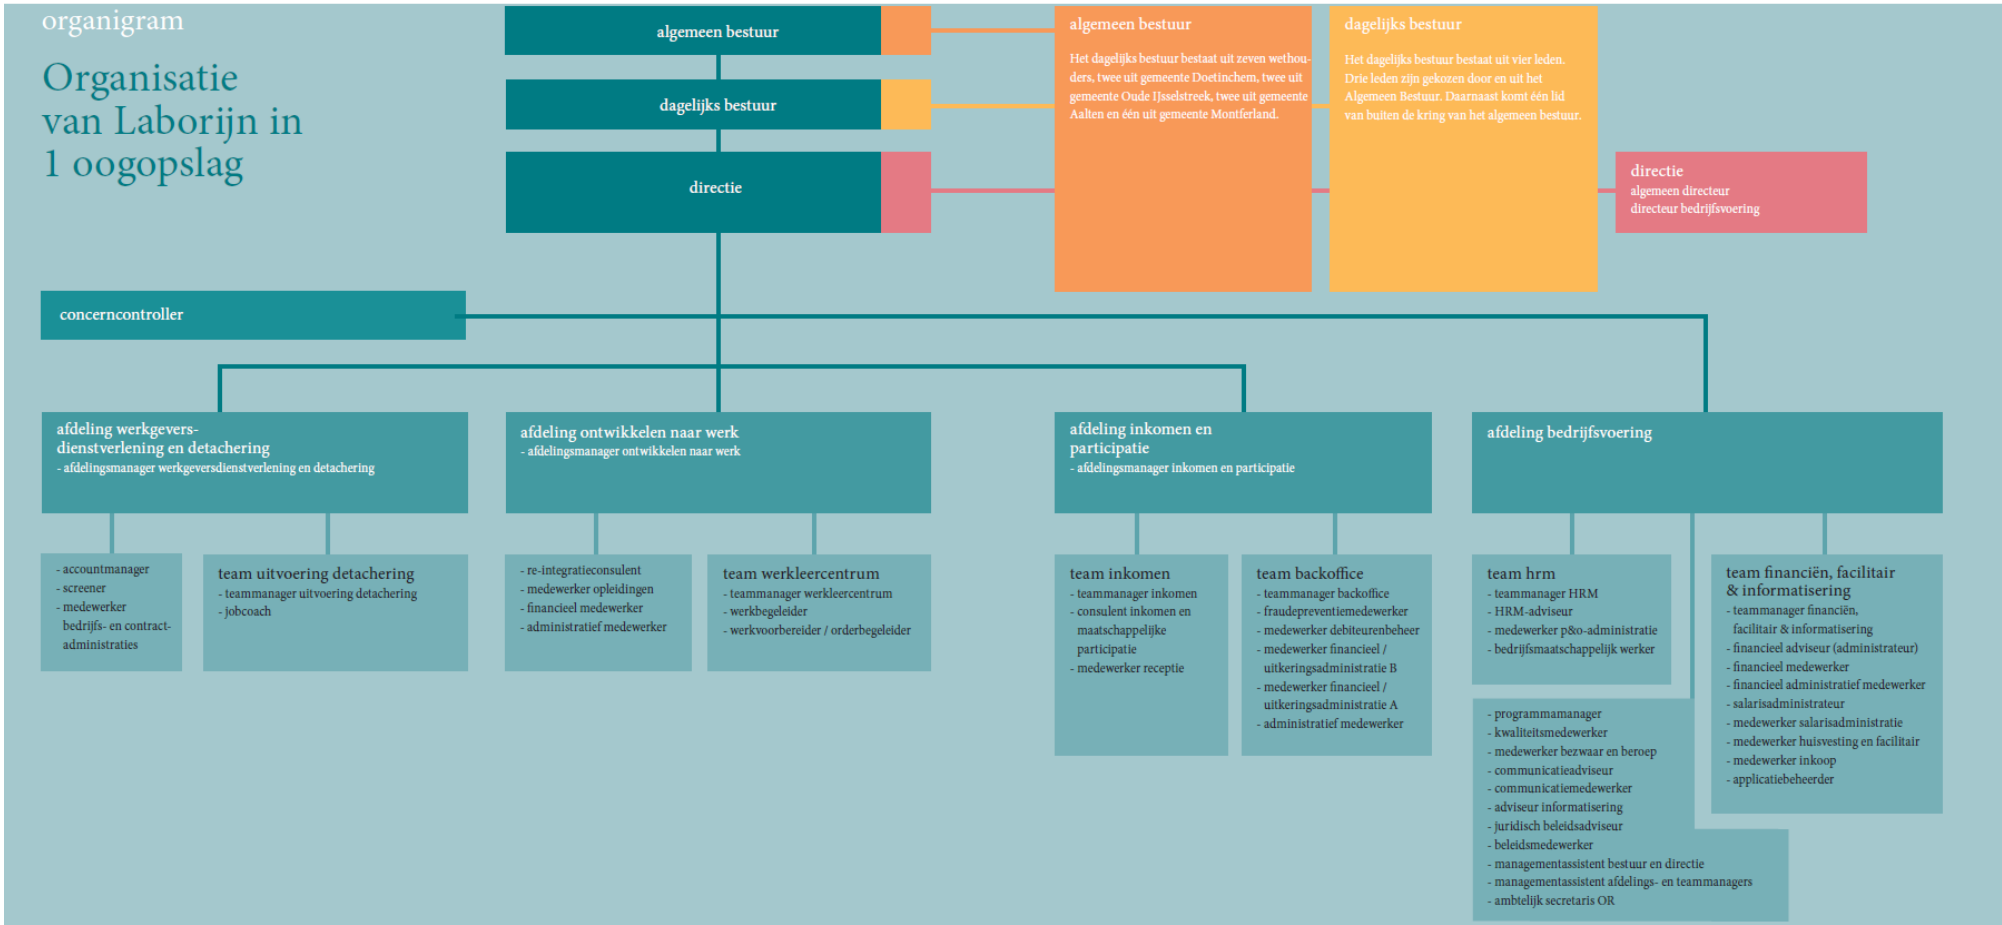 organigram
Organisatie
van Laborijn in
1 oogopslag
algemeen bestuur
dagelijks bestuur
directie
algemeen bestuur
Het dagelijks bestuur bestaat uit zeven wethou-
ders, twee uit gemeente Doetinchem, twee uit
gemeente Oude IJsselstreek, twee uit gemeente
Aalten en één uit gemeente Montferland.
dagelijks bestuur
Het dagelijks bestuur bestaat uit vier leden.
Drie leden zijn gekozen door en uit het
Algemeen Bestuur. Daarnaast komt één lid
van buiten de kring van het algemeen bestuur.
directie
algemeen directeur
directeur bedrijfsvoering
concerncontroller
afdeling werkgevers-
dienstverlening en detachering
- afdelingsmanager werkgeversdienstverlening en detachering
- accountmanager
- screener
- medewerker
bedrijfs- en contract-
administraties
team uitvoering detachering
- teammanager uitvoering detachering
- jobcoach
afdeling ontwikkelen naar werk
- afdelingsmanager ontwikkelen naar werk
- re-integratieconsulent
- medewerker opleidingen
- financieel medewerker
- administratief medewerker
team werkleercentrum
- teammanager werkleercentrum
- werkbegeleider
- werkvoorbereider / orderbegeleider
afdeling inkomen en
participatie
- afdelingsmanager inkomen en participatie
team inkomen
- teammanager inkomen
- consulent inkomen en
maatschappelijke
participatie
- medewerker receptie
team backoffice
- teammanager backoffice
- fraudepreventiemedewerker
- medewerker debiteurenbeheer
- medewerker financieel /
uitkeringsadministratie B
- medewerker financieel /
uitkeringsadministratie A
- administratief medewerker
afdeling bedrijfsvoering
team hrm
- teammanager HRM
- HRM-adviseur
- medewerker p&o-administratie
- bedrijfsmaatschappelijk werker
- programmamanager
- kwaliteitsmedewerker
- medewerker bezwaar en beroep
- communicatieadviseur
- communicatiemedewerker
- adviseur informatisering
- juridisch beleidsadviseur
- beleidsmedewerker
- managementassistent bestuur en directie
- managementassistent afdelings- en teammanagers
- ambtelijk secretaris OR
team financiën, facilitair
& informatisering
- teammanager financiën,
facilitair & informatisering
- financieel adviseur (administrateur)
- financieel medewerker
- financieel administratief medewerker
- salarisadministrateur
- medewerker salarisadministratie
- medewerker huisvesting en facilitair
- medewerker inkoop
- applicatiebeheerder